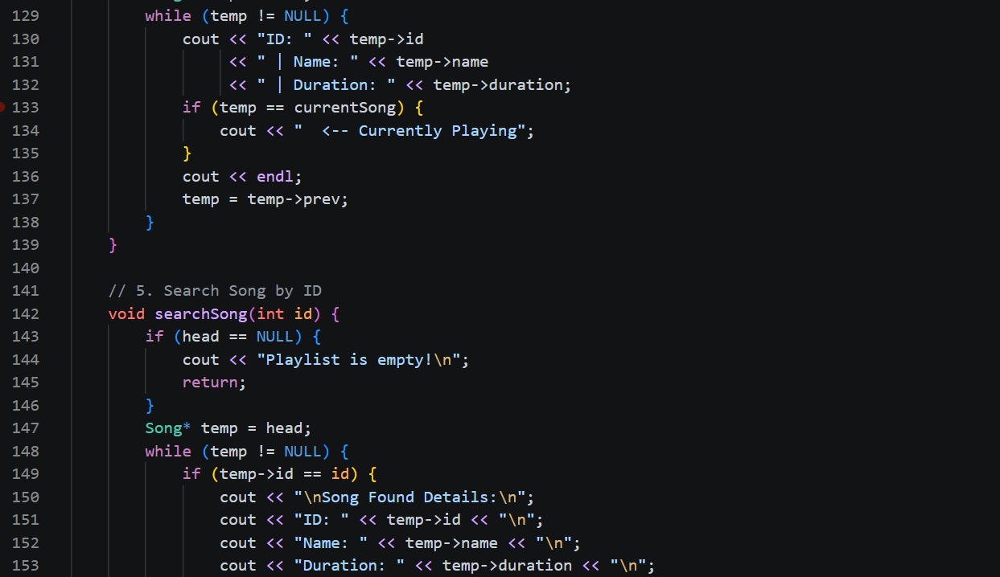 129 while (temp != NULL) {
130 cout << "ID: " << temp->id
131 << " | Name: " << temp->name
132 << " | Duration: " << temp->duration;
133 if (temp == currentSong) {
134 cout << "  <-- Currently Playing";
135 }
136 cout << endl;
137 temp = temp->prev;
138 }
139 }
140
141 // 5. Search Song by ID
142 void searchSong(int id) {
143 if (head == NULL) {
144 cout << "Playlist is empty!\n";
145 return;
146 }
147 Song* temp = head;
148 while (temp != NULL) {
149 if (temp->id == id) {
150 cout << "\nSong Found Details:\n";
151 cout << "ID: " << temp->id << "\n";
152 cout << "Name: " << temp->name << "\n";
153 cout << "Duration: " << temp->duration << "\n";